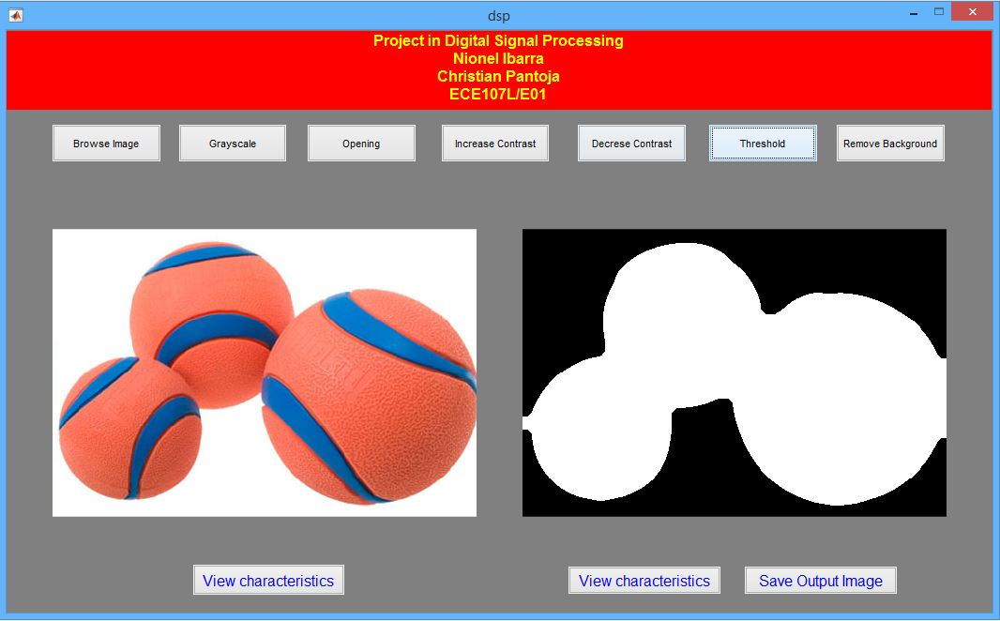 dsp
Project in Digital Signal Processing
Nionel Ibarra
Christian Pantoja
ECE107L/E01
Browse Image
Grayscale
Opening
Increase Contrast
Decrese Contrast
Threshold
Remove Background
View characteristics
View characteristics
Save Output Image